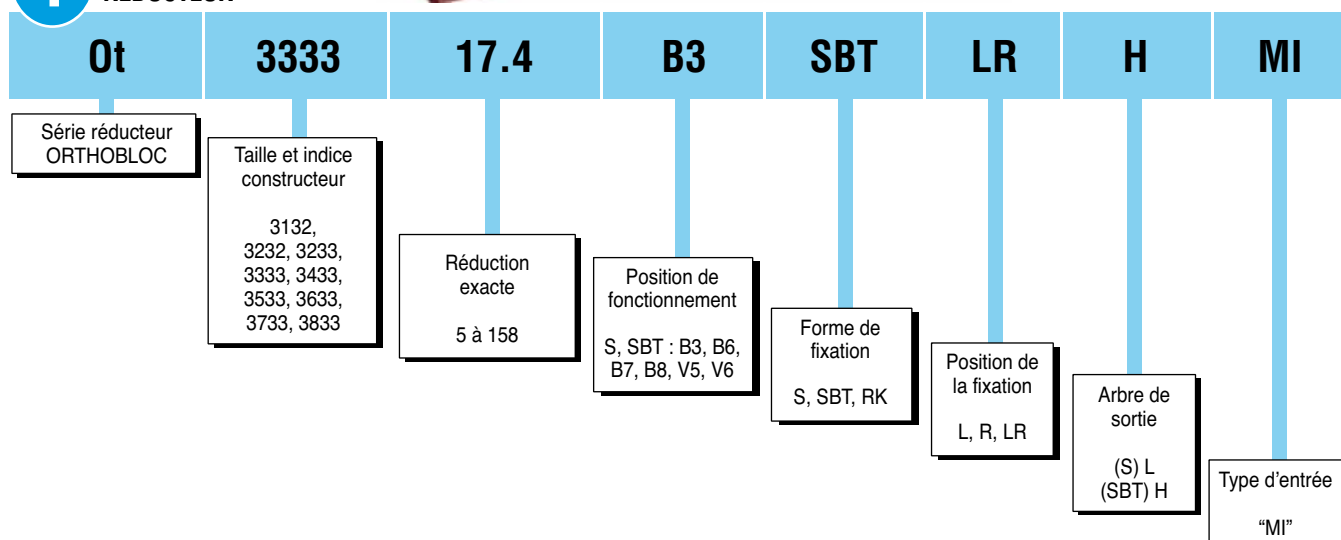 Ot 3333 17.4 B3 SBT LR H MI
Série réducteur
ORTHOBLOC
Taille et indice
constructeur
3132,
3232, 3233,
3333, 3433,
3533, 3633,
3733, 3833
Réduction
exacte
5 à 158
Position de
fonctionnement
S, SBT : B3, B6,
B7, B8, V5, V6
Forme de
fixation
S, SBT, RK
Position de
la fixation
L, R, LR
Arbre de
sortie
(S) L
(SBT) H
Type d’entrée
“MI”